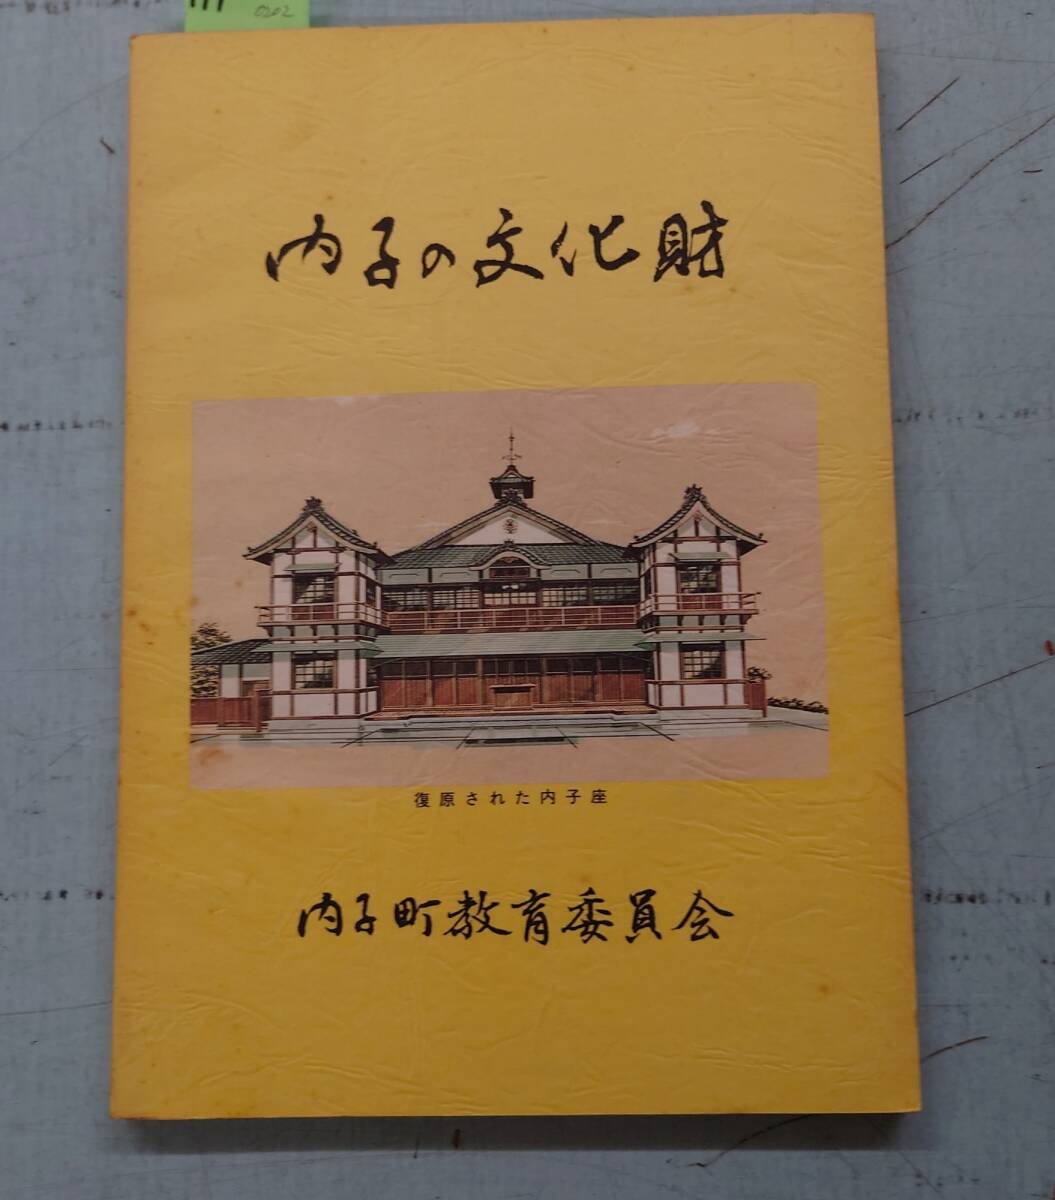 0202
内子の文化財
復原された内子座
内子町教育委員会